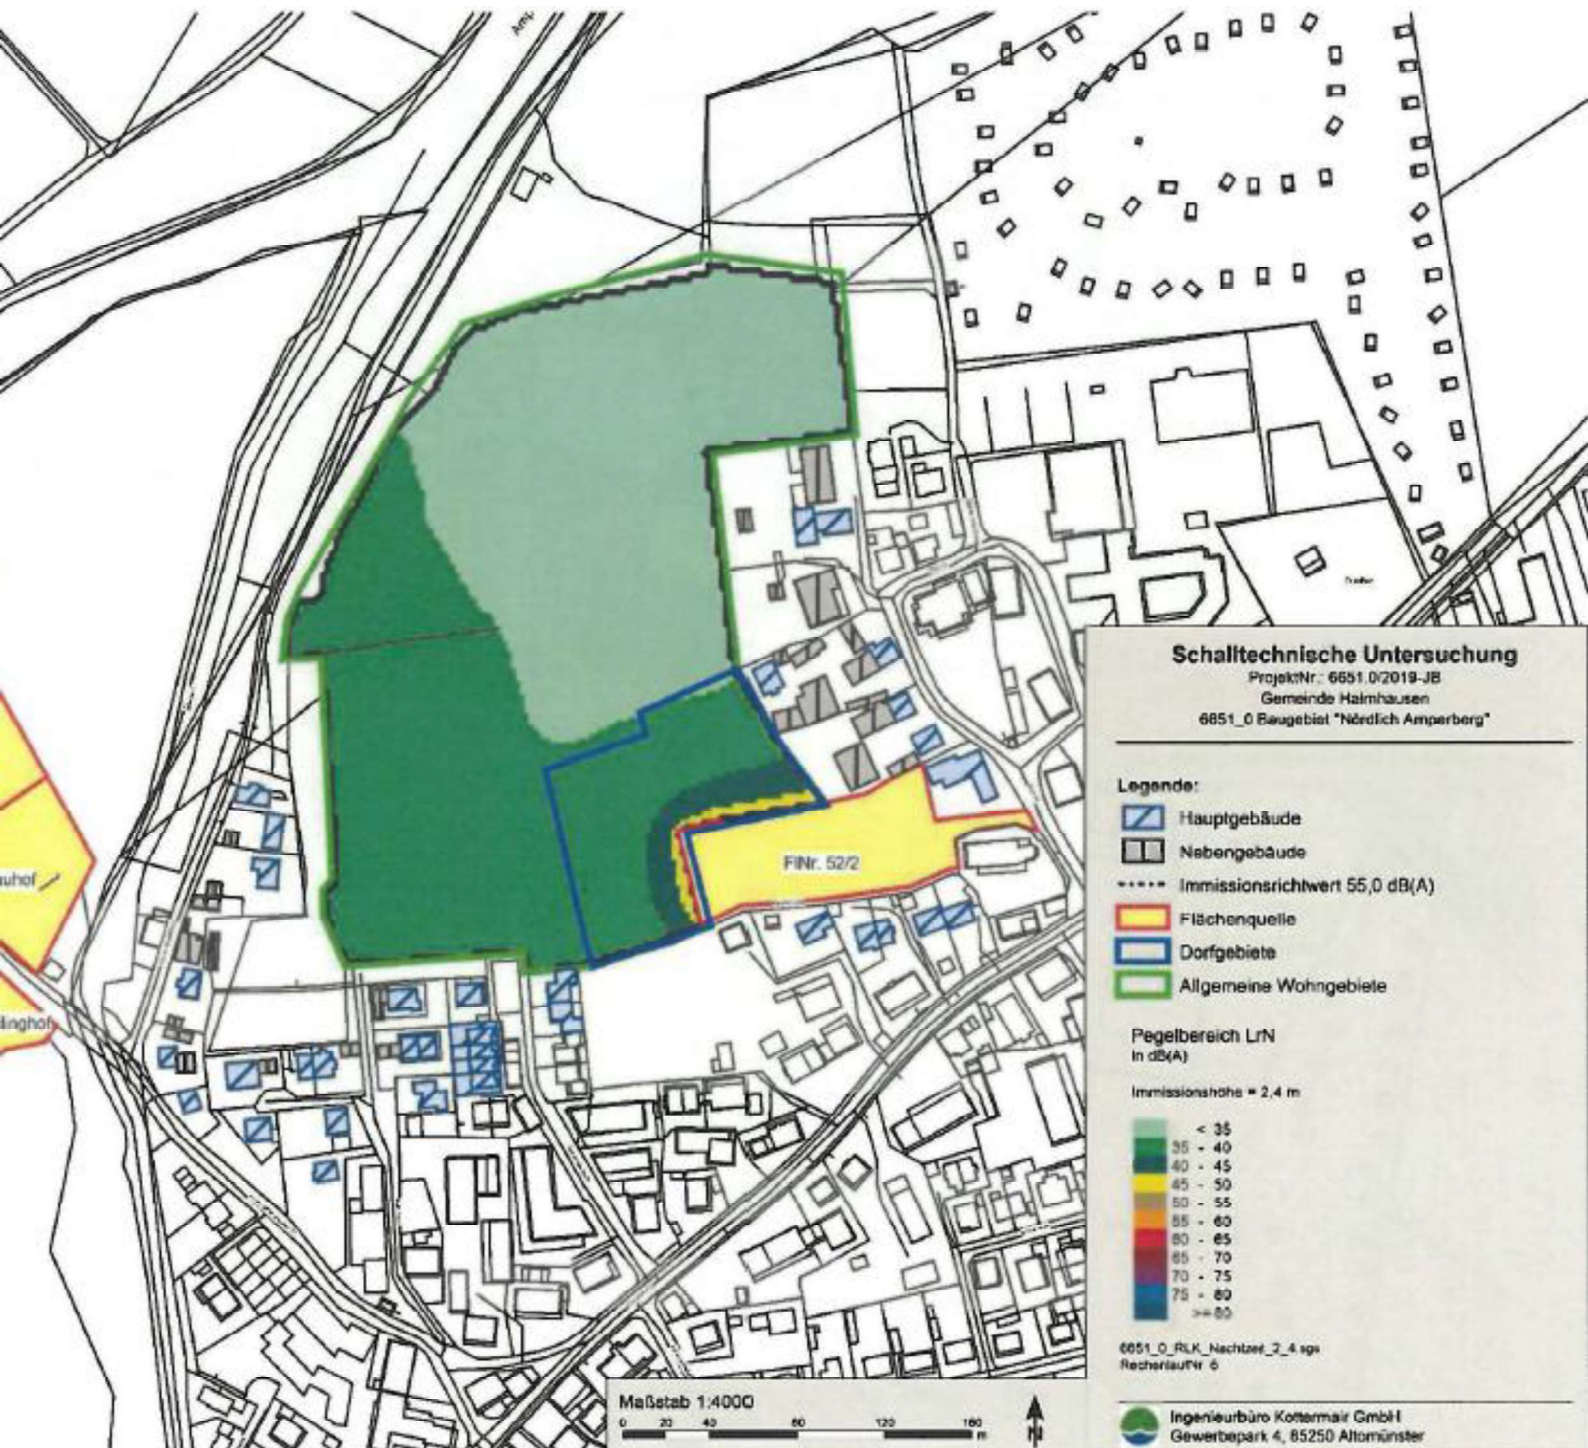 Amp
Schalltechnische Untersuchung
ProjektNr.: 6651.0/2019-JB
Gemeinde Haimhausen
6651_0 Baugebiet "Nördlich Amperberg"
Legende:
Hauptgebäude
Nebengebäude
Immissionsrichtwert 55,0 dB(A)
Flächenquelle
Dorfgebiete
Allgemeine Wohngebiete
FlNr. 52/2
auhof
llinghof
Pegelbereich LrN
in dB(A)
Immissionshöhe = 2,4 m
< 35
35 - 40
40 - 45
45 - 50
50 - 55
55 - 60
60 - 65
65 - 70
70 - 75
75 - 80
>= 80
6651_0_RLK_Nachtzeit_2_4.sgs
RechenlaufNr 6
Maßstab 1:4000
0 20 40 80 120 160
m
N
Ingenieurbüro Kottermair GmbH
Gewerbepark 4, 85250 Altomünster